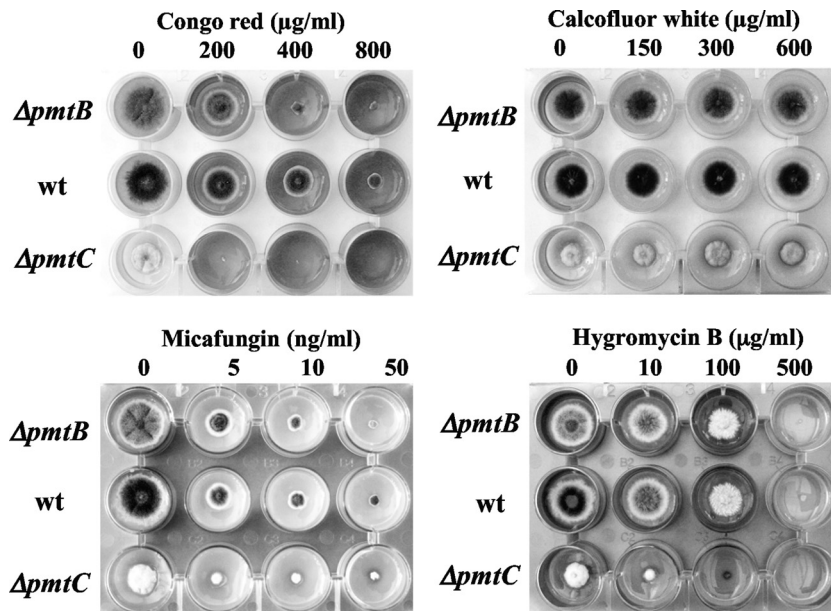 Congo red (μg/ml)
0 200 400 800
ΔpmtB
wt
ΔpmtC
Calcofluor white (μg/ml)
0 150 300 600
ΔpmtB
wt
ΔpmtC
Micafungin (ng/ml)
0 5 10 50
ΔpmtB
wt
ΔpmtC
Hygromycin B (μg/ml)
0 10 100 500
ΔpmtB
wt
ΔpmtC